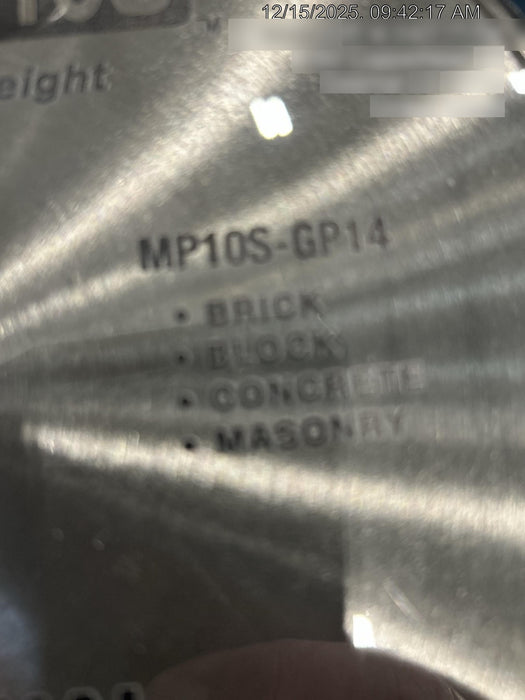 12/15/2025. 09:42:17 AM
eight
MP10S-GP14
• BRICK
• BLOCK
• CONCRETE
• MASONRY